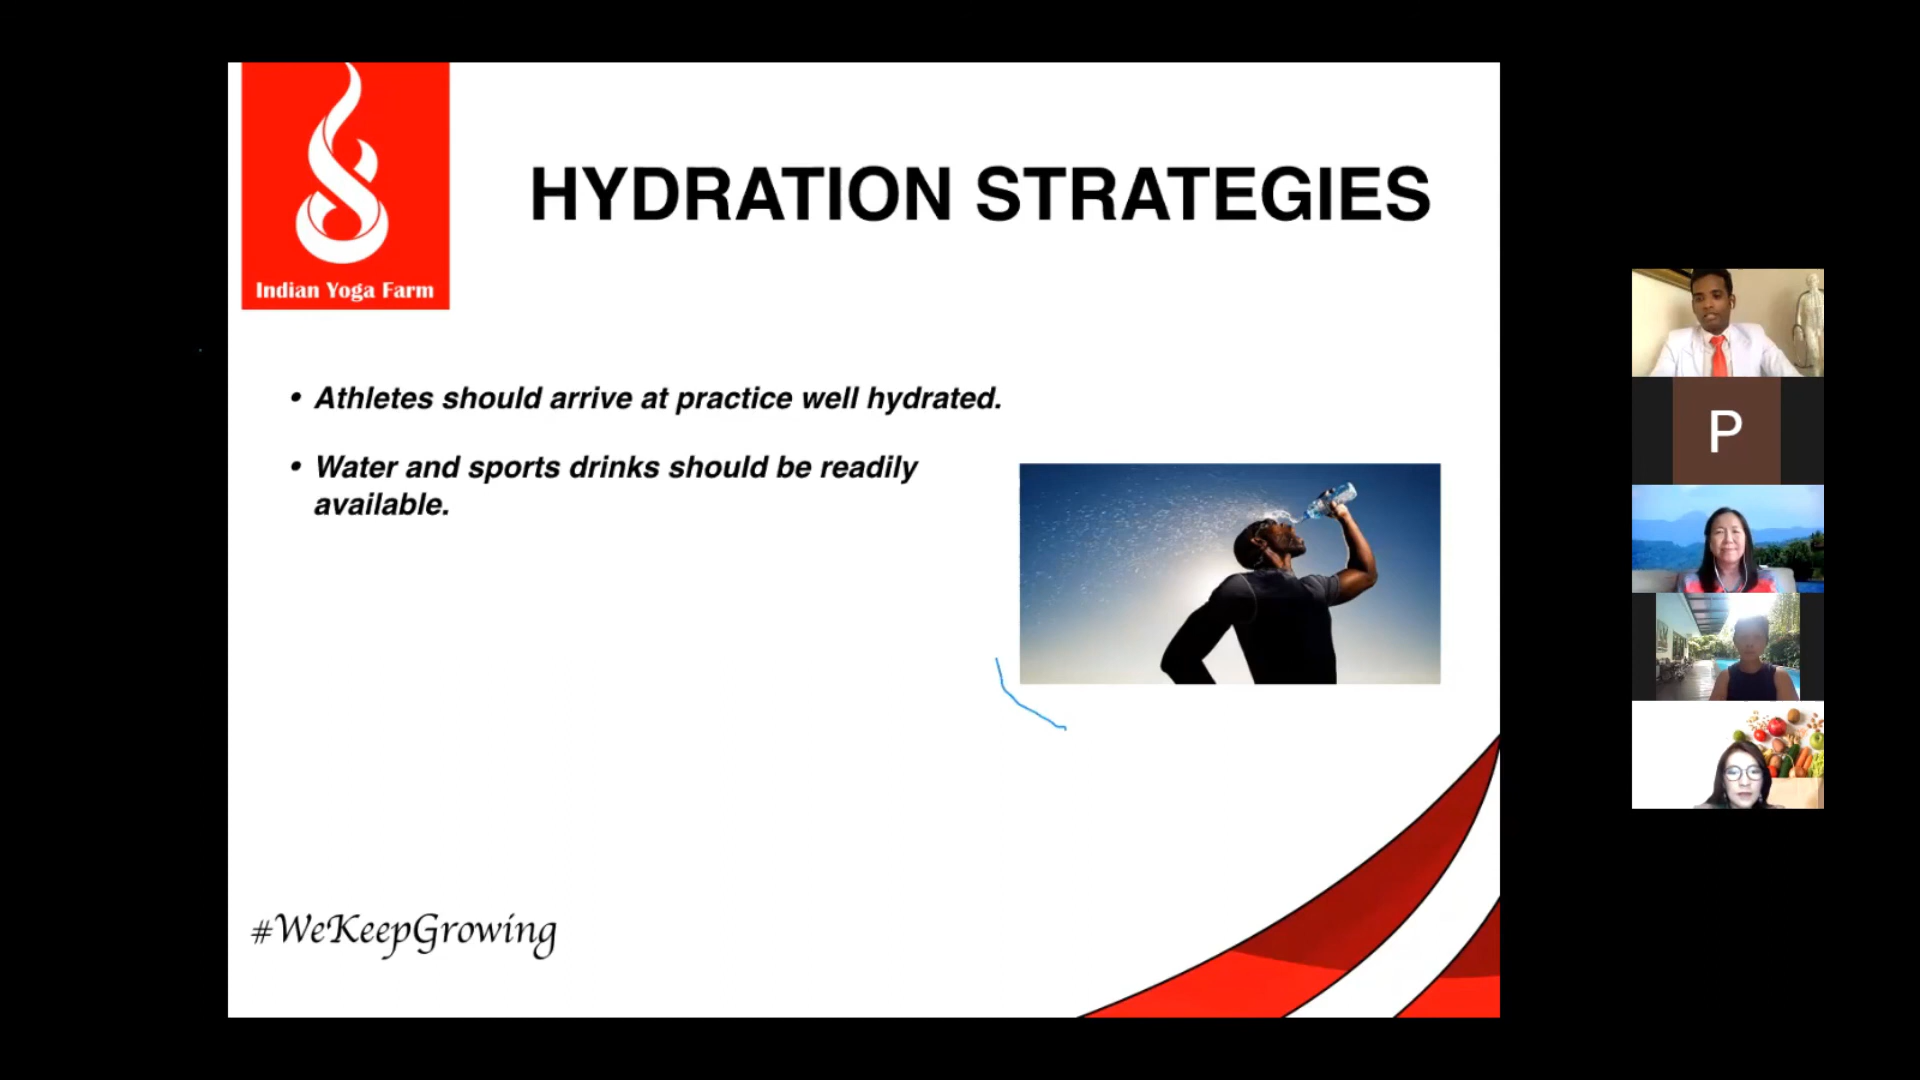 Indian Yoga Farm
HYDRATION STRATEGIES
• Athletes should arrive at practice well hydrated.
• Water and sports drinks should be readily
available.
#WeKeepGrowing
P